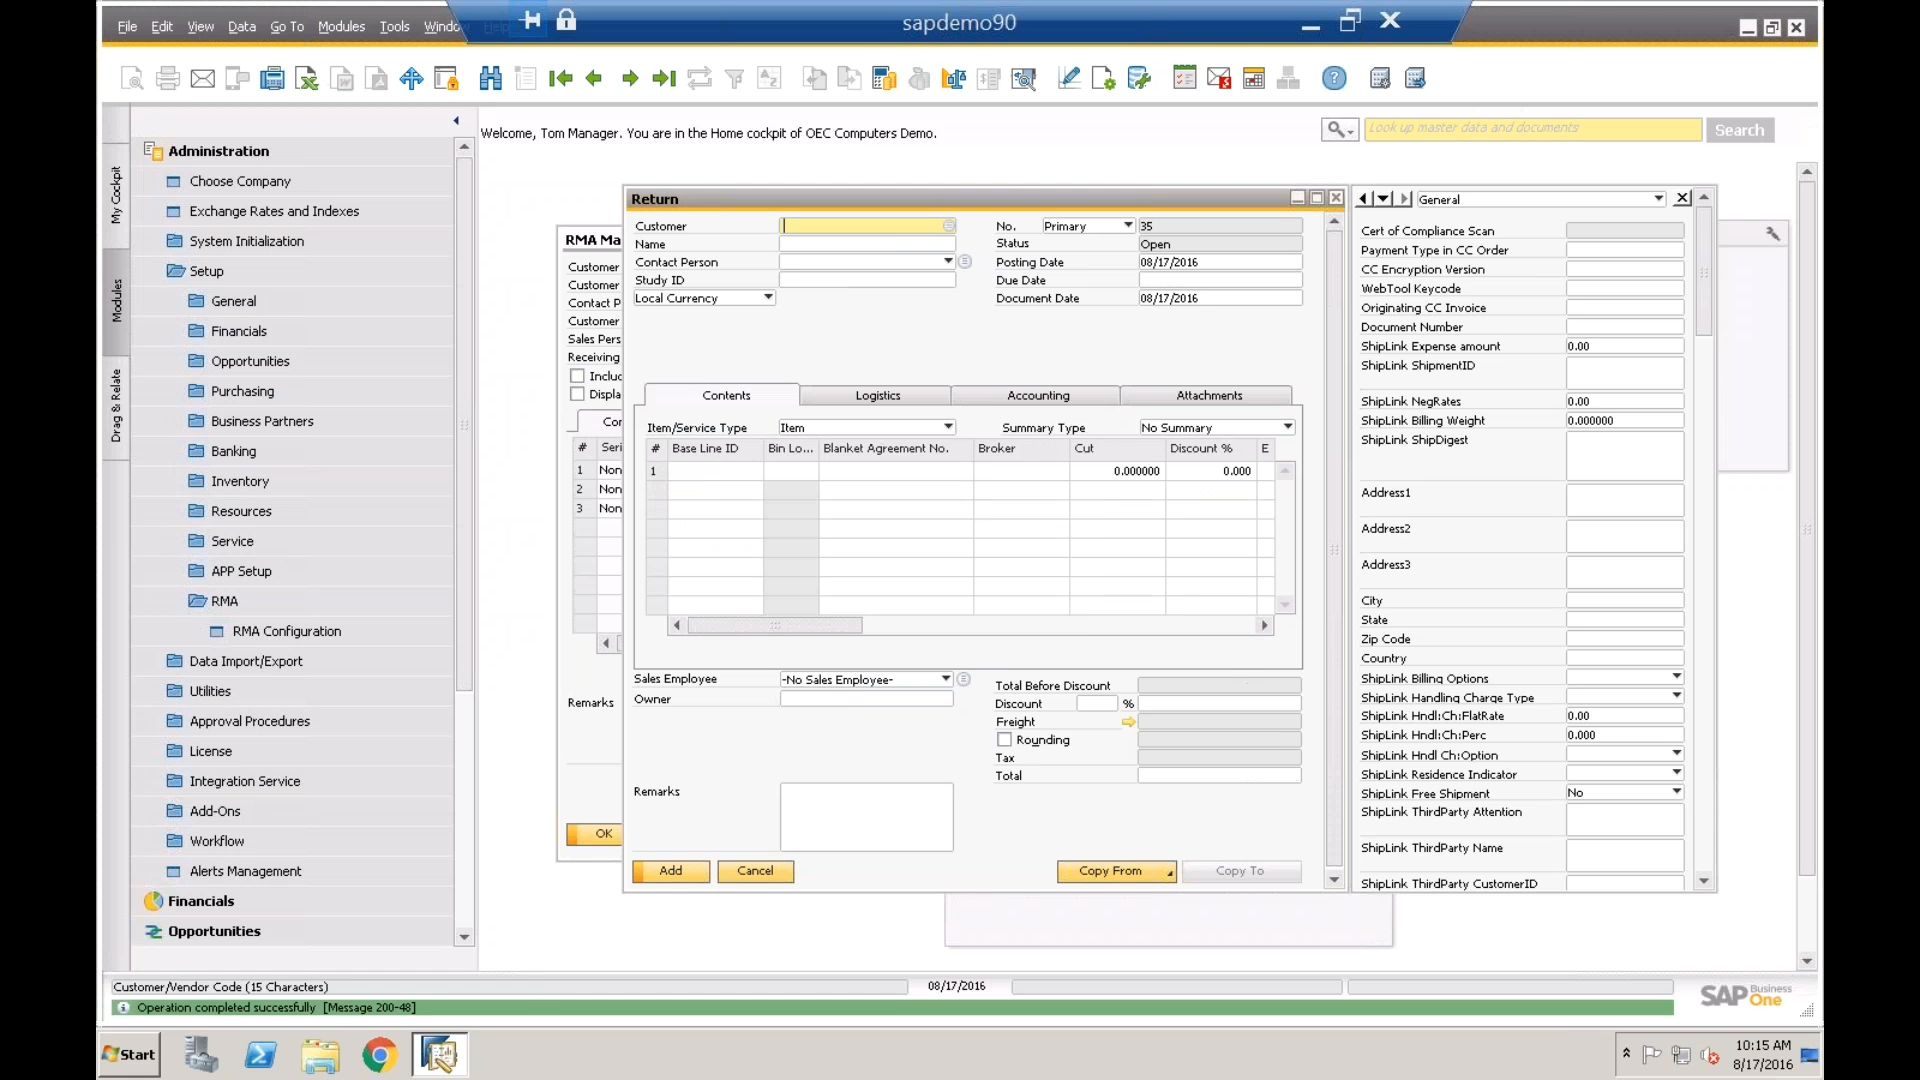 sapdemo90
File Edit View Data Go To Modules Tools Window Help
Welcome, Tom Manager. You are in the Home cockpit of OEC Computers Demo.
Look up master data and documents
Search
My Cockpit
Modules
Drag & Relate
Administration
Choose Company
Exchange Rates and Indexes
System Initialization
Setup
General
Financials
Opportunities
Purchasing
Business Partners
Banking
Inventory
Resources
Service
APP Setup
RMA
RMA Configuration
Data Import/Export
Utilities
Approval Procedures
License
Integration Service
Add-Ons
Workflow
Alerts Management
Financials
Opportunities
RMA Ma
Customer
Customer
Contact P
Customer
Sales Pers
Receiving
Includ
Displa
Cor
# Seri
1 Non
2 Non
3 Non
Remarks
OK
Return
Customer
Name
Contact Person
Study ID
Local Currency
No. Primary 35
Status Open
Posting Date 08/17/2016
Due Date
Document Date 08/17/2016
Contents Logistics Accounting Attachments
Item/Service Type Item Summary Type No Summary
# Base Line ID Bin Lo... Blanket Agreement No. Broker Cut Discount % E
1 0.000000 0.000
Sales Employee -No Sales Employee-
Owner
Remarks
Total Before Discount
Discount %
Freight
Rounding
Tax
Total
Add Cancel Copy From Copy To
General
Cert of Compliance Scan
Payment Type in CC Order
CC Encryption Version
WebTool Keycode
Originating CC Invoice
Document Number
ShipLink Expense amount 0.00
ShipLink ShipmentID
ShipLink NegRates 0.00
ShipLink Billing Weight 0.000000
ShipLink ShipDigest
Address1
Address2
Address3
City
State
Zip Code
Country
ShipLink Billing Options
ShipLink Handling Charge Type
ShipLink Hndl:Ch:FlatRate 0.00
ShipLink Hndl:Ch:Perc 0.000
ShipLink Hndl Ch:Option
ShipLink Residence Indicator
ShipLink Free Shipment No
ShipLink ThirdParty Attention
ShipLink ThirdParty Name
ShipLink ThirdParty CustomerID
Customer/Vendor Code (15 Characters) 08/17/2016
Operation completed successfully [Message 200-48]
SAP Business One
Start
10:15 AM
8/17/2016